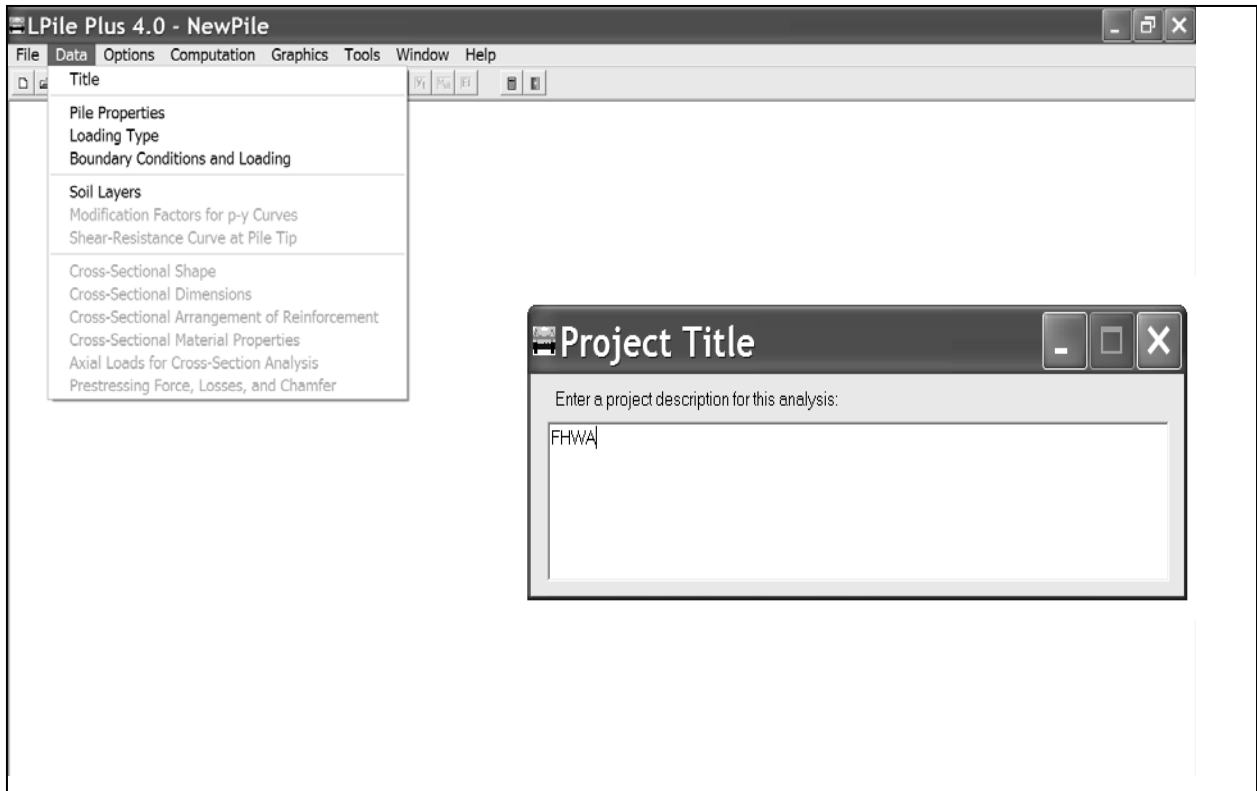 LPile Plus 4.0 - NewPile
File Data Options Computation Graphics Tools Window Help
Title
Pile Properties
Loading Type
Boundary Conditions and Loading
Soil Layers
Modification Factors for p-y Curves
Shear-Resistance Curve at Pile Tip
Cross-Sectional Shape
Cross-Sectional Dimensions
Cross-Sectional Arrangement of Reinforcement
Cross-Sectional Material Properties
Axial Loads for Cross-Section Analysis
Prestressing Force, Losses, and Chamfer
Project Title
Enter a project description for this analysis:
FHWA